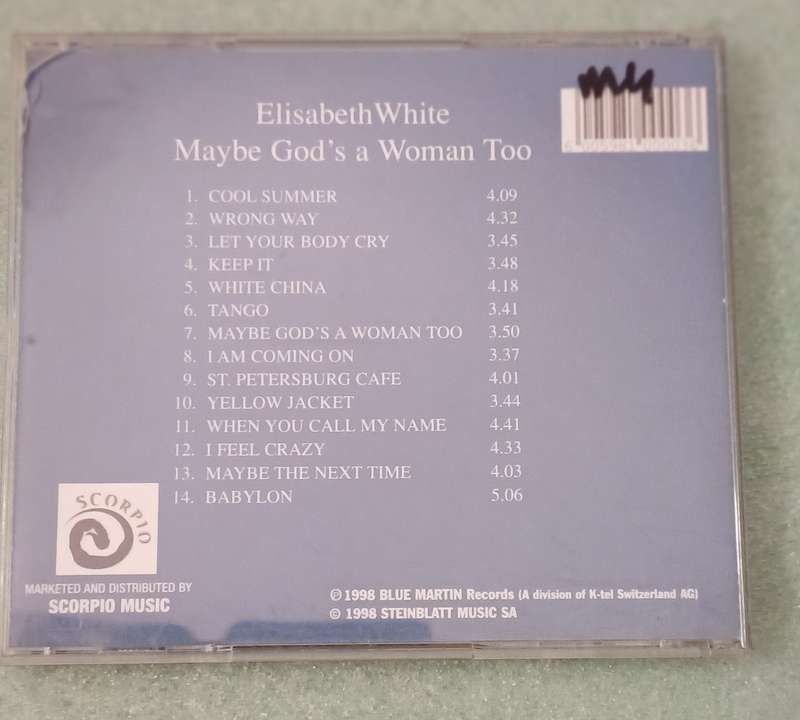 my
Elisabeth White
Maybe God's a Woman Too
1. COOL SUMMER 4.09
2. WRONG WAY 4.32
3. LET YOUR BODY CRY 3.45
4. KEEP IT 3.48
5. WHITE CHINA 4.18
6. TANGO 3.41
7. MAYBE GOD'S A WOMAN TOO 3.50
8. I AM COMING ON 3.37
9. ST. PETERSBURG CAFE 4.01
10. YELLOW JACKET 3.44
11. WHEN YOU CALL MY NAME 4.41
12. I FEEL CRAZY 4.33
13. MAYBE THE NEXT TIME 4.03
14. BABYLON 5.06
SCORPIO
MARKETED AND DISTRIBUTED BY
SCORPIO MUSIC
℗ 1998 BLUE MARTIN Records (A division of K-tel Switzerland AG)
© 1998 STEINBLATT MUSIC SA